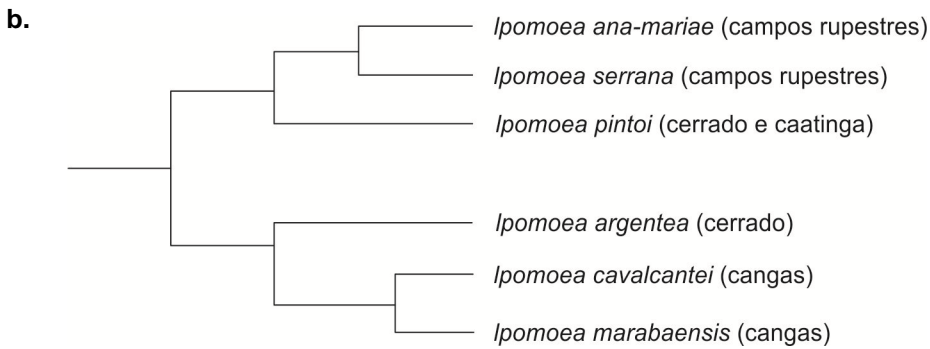 b.
Ipomoea ana-mariae (campos rupestres)
Ipomoea serrana (campos rupestres)
Ipomoea pintoi (cerrado e caatinga)
Ipomoea argentea (cerrado)
Ipomoea cavalcantei (cangas)
Ipomoea marabaensis (cangas)